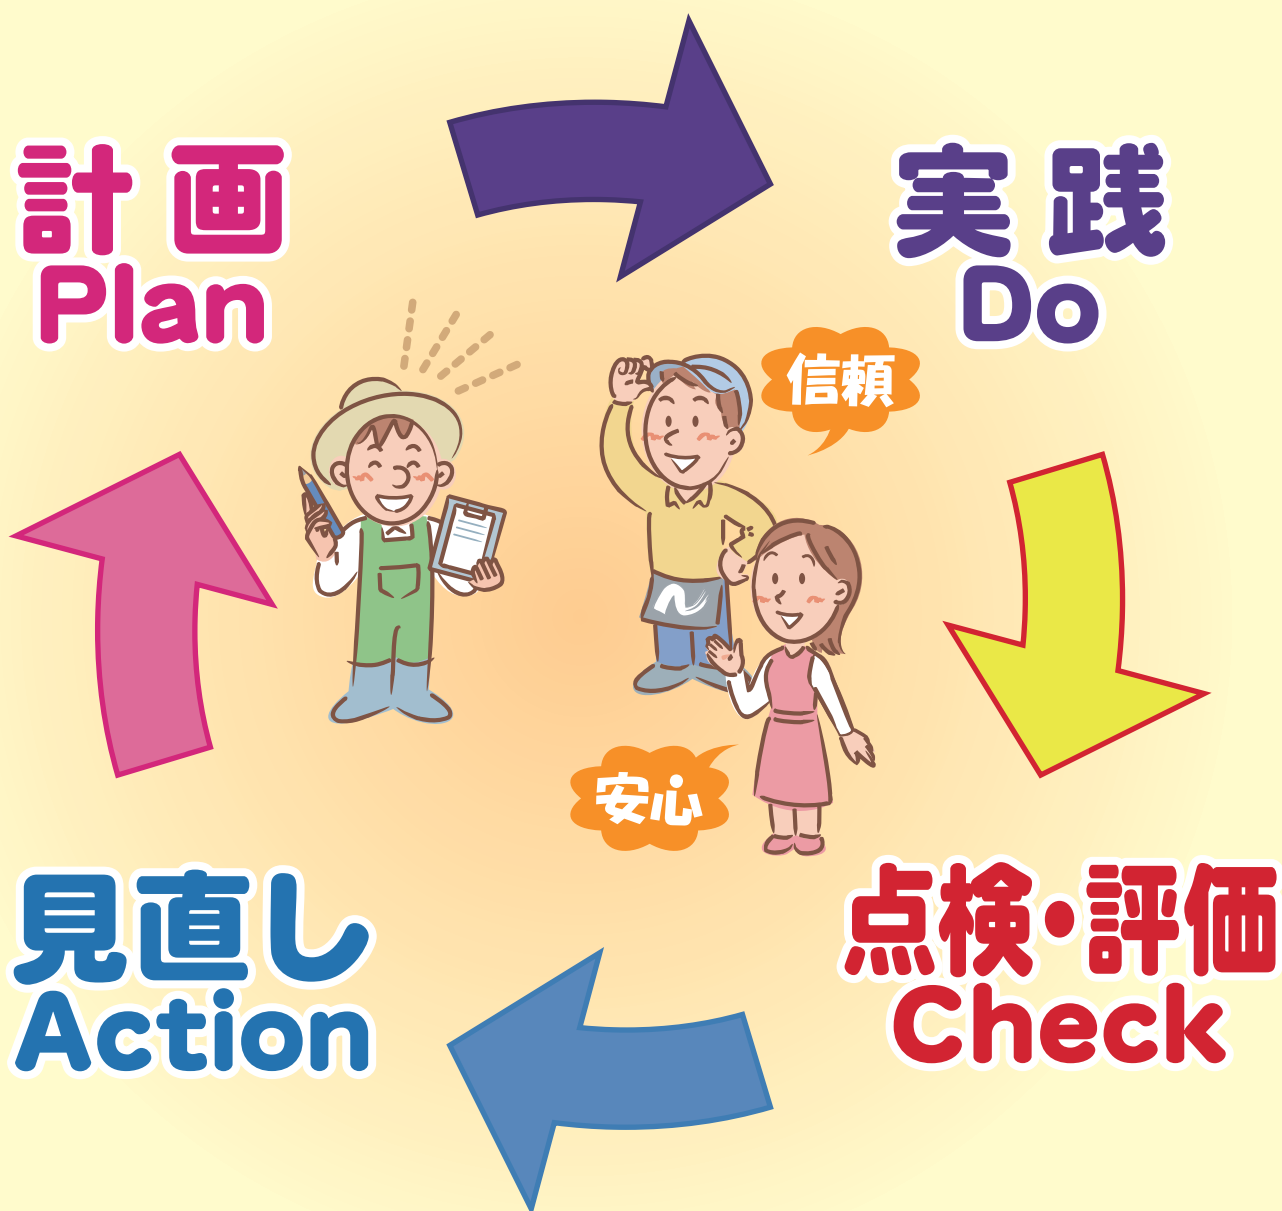 計画
Plan
実践
Do
信頼
安心
見直し
Action
点検・評価
Check